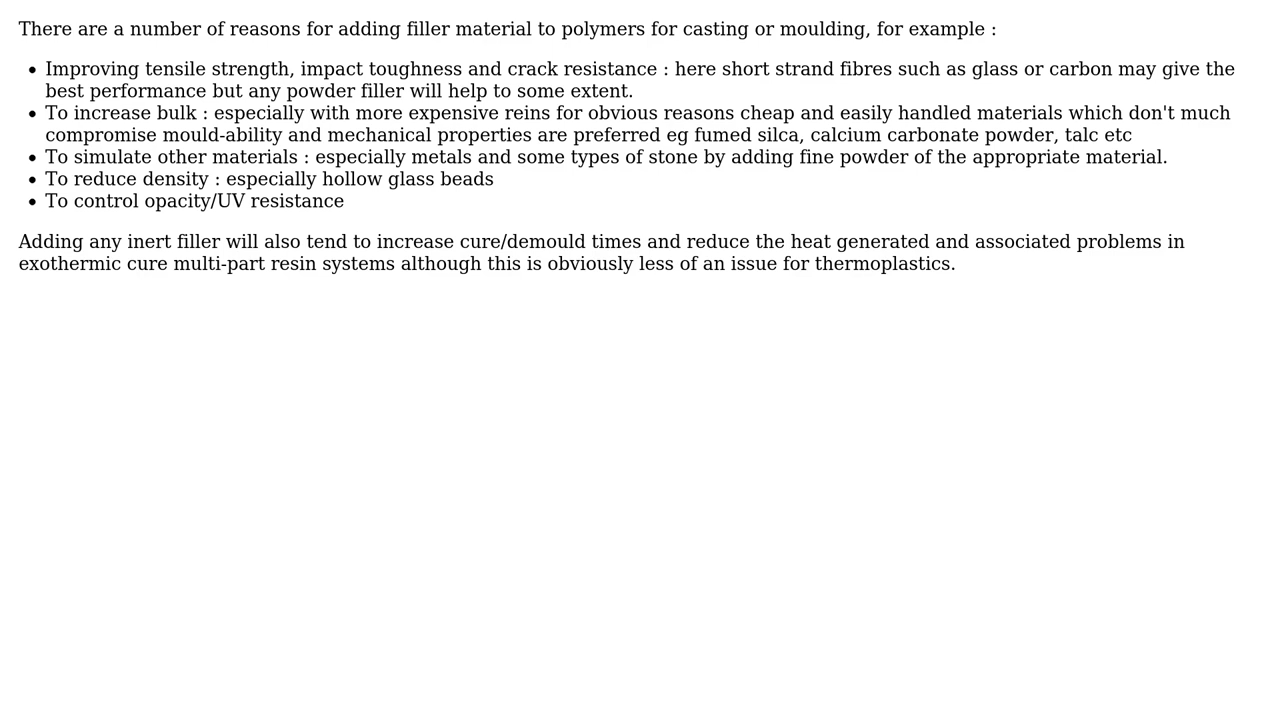 There are a number of reasons for adding filler material to polymers for casting or moulding, for example :
• Improving tensile strength, impact toughness and crack resistance : here short strand fibres such as glass or carbon may give the
best performance but any powder filler will help to some extent.
• To increase bulk : especially with more expensive reins for obvious reasons cheap and easily handled materials which don't much
compromise mould-ability and mechanical properties are preferred eg fumed silca, calcium carbonate powder, talc etc
• To simulate other materials : especially metals and some types of stone by adding fine powder of the appropriate material.
• To reduce density : especially hollow glass beads
• To control opacity/UV resistance
Adding any inert filler will also tend to increase cure/demould times and reduce the heat generated and associated problems in
exothermic cure multi-part resin systems although this is obviously less of an issue for thermoplastics.